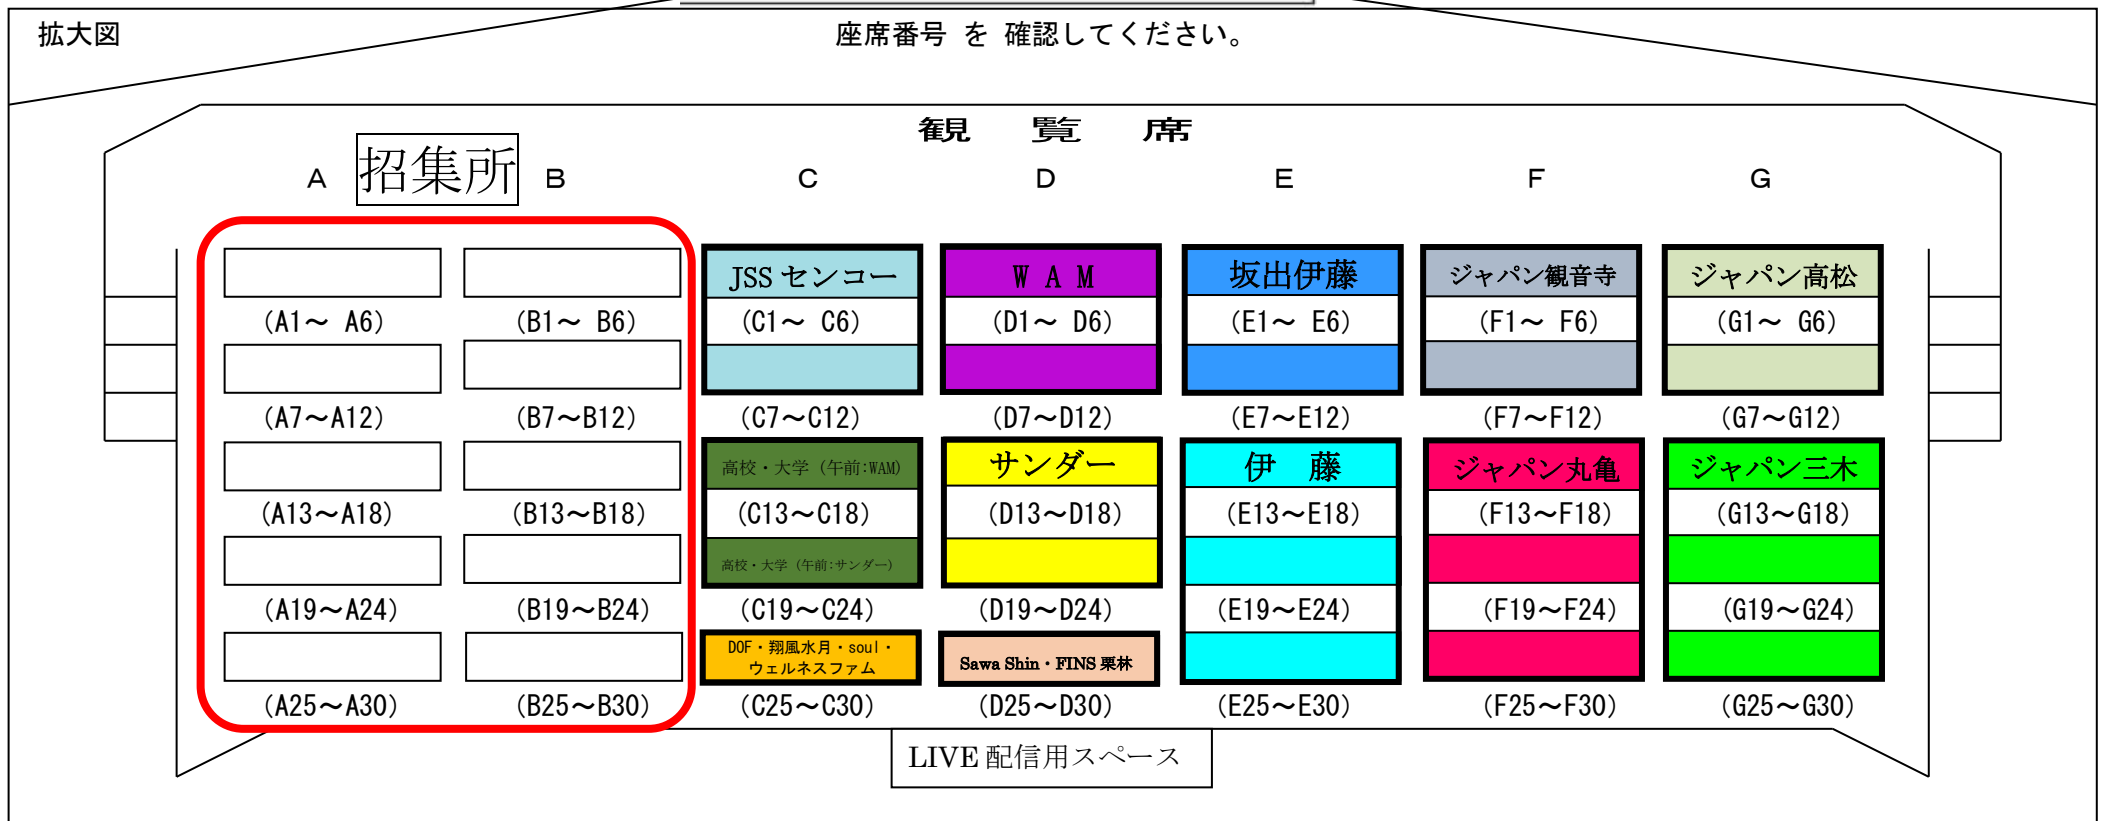 拡大図
座席番号 を 確認してください。
観 覧 席
招集所
A B C D E F G
JSS センコー W A M 坂出伊藤 ジャパン観音寺 ジャパン高松
(A1～ A6) (B1～ B6) (C1～ C6) (D1～ D6) (E1～ E6) (F1～ F6) (G1～ G6)
(A7～A12) (B7～B12) (C7～C12) (D7～D12) (E7～E12) (F7～F12) (G7～G12)
高校・大学（午前:WAM) サンダー 伊 藤 ジャパン丸亀 ジャパン三木
(A13～A18) (B13～B18) (C13～C18) (D13～D18) (E13～E18) (F13～F18) (G13～G18)
高校・大学（午前:サンダー）
(A19～A24) (B19～B24) (C19～C24) (D19～D24) (E19～E24) (F19～F24) (G19～G24)
DOF・翔風水月・soul・
ウェルネスファム
Sawa Shin・FINS 栗林
(A25～A30) (B25～B30) (C25～C30) (D25～D30) (E25～E30) (F25～F30) (G25～G30)
LIVE 配信用スペース